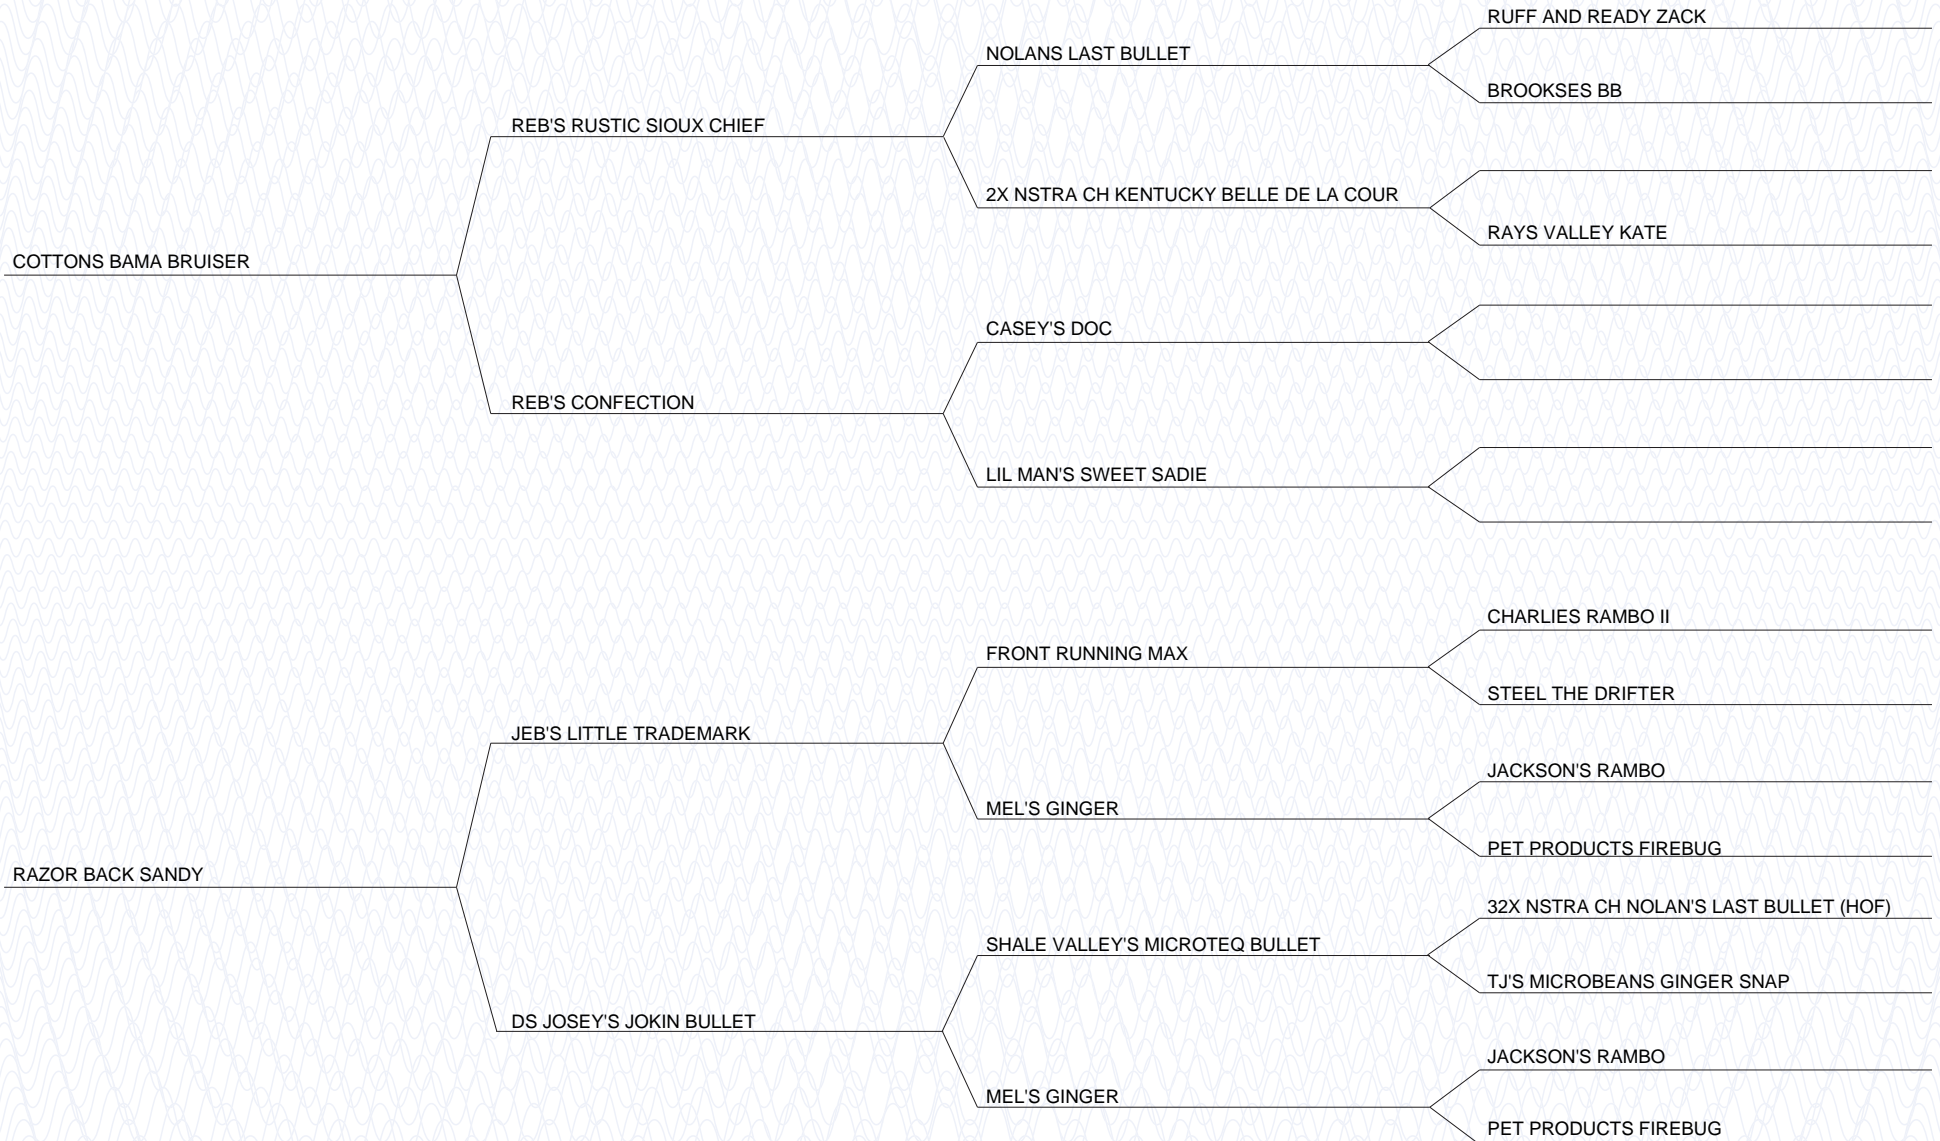 RUFF AND READY ZACK
NOLANS LAST BULLET
BROOKSES BB
REB'S RUSTIC SIOUX CHIEF
2X NSTRA CH KENTUCKY BELLE DE LA COUR
RAYS VALLEY KATE
COTTONS BAMA BRUISER
CASEY'S DOC
REB'S CONFECTION
LIL MAN'S SWEET SADIE
CHARLIES RAMBO II
FRONT RUNNING MAX
STEEL THE DRIFTER
JEB'S LITTLE TRADEMARK
JACKSON'S RAMBO
MEL'S GINGER
PET PRODUCTS FIREBUG
RAZOR BACK SANDY
32X NSTRA CH NOLAN'S LAST BULLET (HOF)
SHALE VALLEY'S MICROTEQ BULLET
TJ'S MICROBEANS GINGER SNAP
DS JOSEY'S JOKIN BULLET
JACKSON'S RAMBO
MEL'S GINGER
PET PRODUCTS FIREBUG